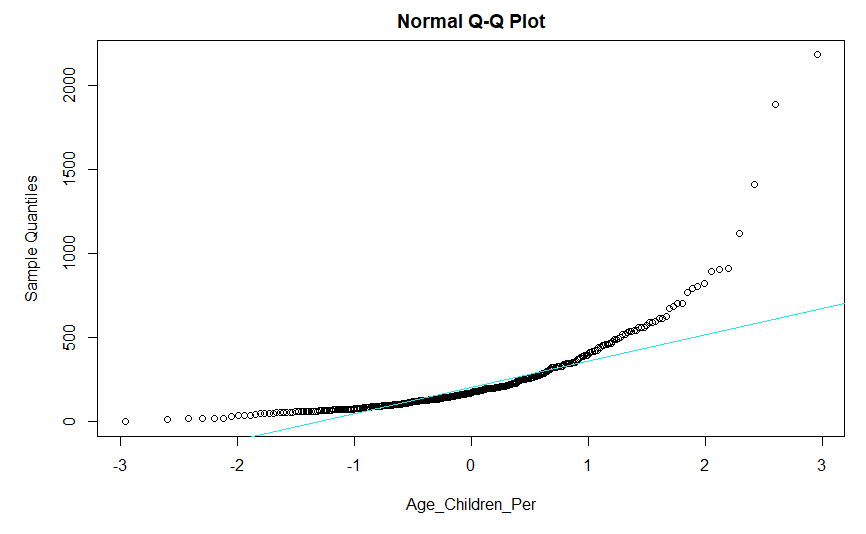 Normal Q-Q Plot
Sample Quantiles
2000
1500
1000
500
0
-3 -2 -1 0 1 2 3
Age_Children_Per